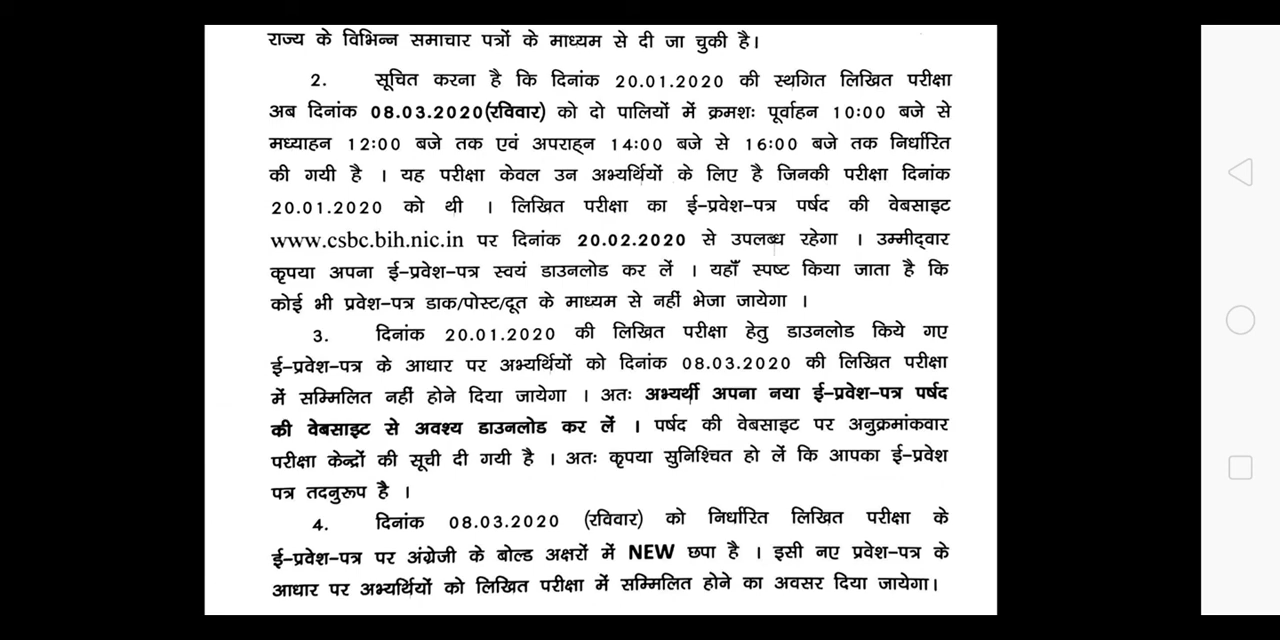 राज्य के विभिन्न समाचार पत्रों के माध्यम से दी जा चुकी है।
2. सूचित करना है कि दिनांक 20.01.2020 की स्थगित लिखित परीक्षा
अब दिनांक 08.03.2020(रविवार) को दो पालियों में क्रमशः पूर्वाहन 10:00 बजे से
मध्याहन 12:00 बजे तक एवं अपराह्न 14:00 बजे से 16:00 बजे तक निर्धारित
की गयी है । यह परीक्षा केवल उन अभ्यर्थियों के लिए है जिनकी परीक्षा दिनांक
20.01.2020 को थी । लिखित परीक्षा का ई-प्रवेश-पत्र पर्षद की वेबसाइट
www.csbc.bih.nic.in पर दिनांक 20.02.2020 से उपलब्ध रहेगा । उम्मीद्वार
कृपया अपना ई-प्रवेश-पत्र स्वयं डाउनलोड कर लें । यहाँ स्पष्ट किया जाता है कि
कोई भी प्रवेश-पत्र डाक/पोस्ट/दूत के माध्यम से नहीं भेजा जायेगा ।
3. दिनांक 20.01.2020 की लिखित परीक्षा हेतु डाउनलोड किये गए
ई-प्रवेश-पत्र के आधार पर अभ्यर्थियों को दिनांक 08.03.2020 की लिखित परीक्षा
में सम्मिलित नहीं होने दिया जायेगा । अतः अभ्यर्थी अपना नया ई-प्रवेश-पत्र पर्षद
की वेबसाइट से अवश्य डाउनलोड कर लें । पर्षद की वेबसाइट पर अनुक्रमांकवार
परीक्षा केन्द्रों की सूची दी गयी है । अतः कृपया सुनिश्चित हो लें कि आपका ई-प्रवेश
पत्र तदनुरूप है ।
4. दिनांक 08.03.2020 (रविवार) को निर्धारित लिखित परीक्षा के
ई-प्रवेश-पत्र पर अंग्रेजी के बोल्ड अक्षरों में NEW छपा है । इसी नए प्रवेश-पत्र के
आधार पर अभ्यर्थियों को लिखित परीक्षा में सम्मिलित होने का अवसर दिया जायेगा।